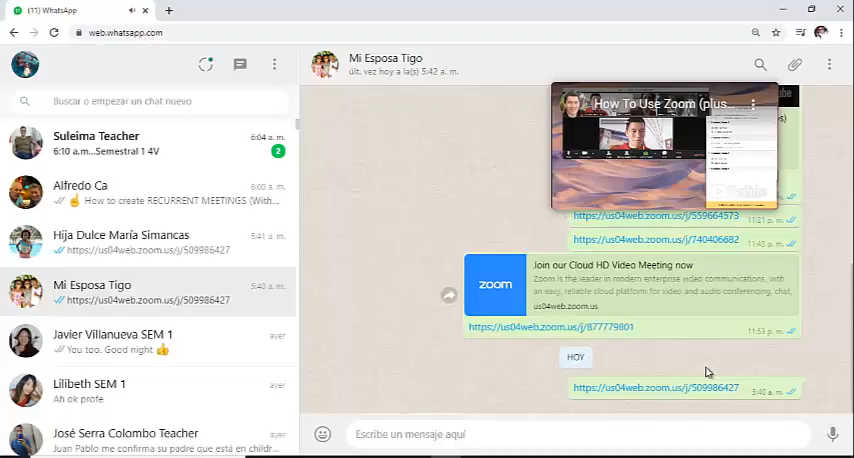 (11) WhatsApp
web.whatsapp.com
Buscar o empezar un chat nuevo
Suleima Teacher
6:04 a. m.
6:10 a.m...Semestral 1 4V
2
Alfredo Ca
6:00 a. m.
How to create RECURRENT MEETINGS (With...
Hija Dulce María Simancas
5:41 a. m.
https://us04web.zoom.us/j/509986427
Mi Esposa Tigo
5:40 a. m.
https://us04web.zoom.us/j/509986427
Javier Villanueva SEM 1
ayer
You too. Good night
Lilibeth SEM 1
ayer
Ah ok profe
José Serra Colombo Teacher
ayer
Juan Pablo me confirma su padre que está en childr...
Mi Esposa Tigo
últ. vez hoy a la(s) 5:42 a. m.
How To Use Zoom (plus...
https://us04web.zoom.us/j/559664573
11:21 p. m.
https://us04web.zoom.us/j/740406682
11:43 p. m.
zoom
Join our Cloud HD Video Meeting now
Zoom is the leader in modern enterprise video communications, with
an easy, reliable cloud platform for video and audio conferencing, chat,
us04web.zoom.us
https://us04web.zoom.us/j/877779801
11:53 p. m.
HOY
https://us04web.zoom.us/j/509986427
5:40 a. m.
Escribe un mensaje aquí